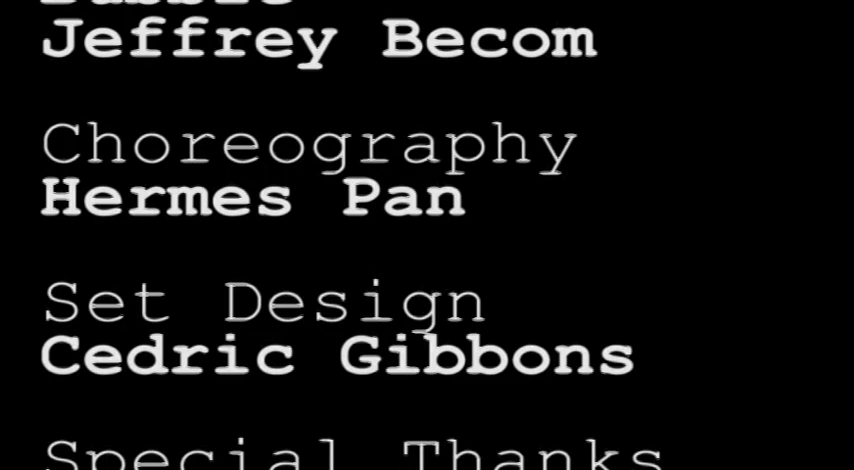 Jeffrey Becom
Choreography
Hermes Pan
Set Design
Cedric Gibbons
Special Thanks